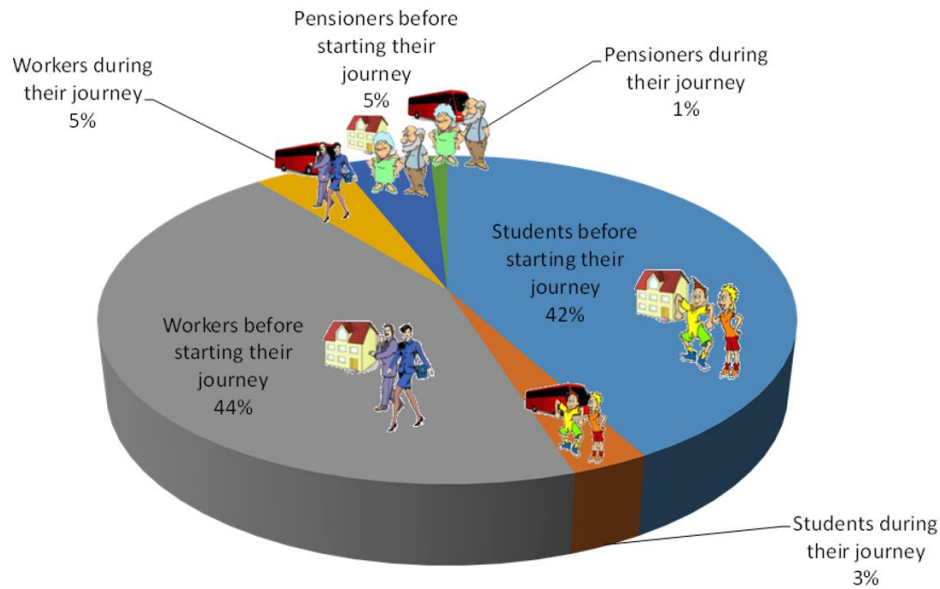 Pensioners before
starting their
journey
5%
Pensioners during
their journey
1%
Workers during
their journey
5%
Students before
starting their
journey
42%
Workers before
starting their
journey
44%
Students during
their journey
3%